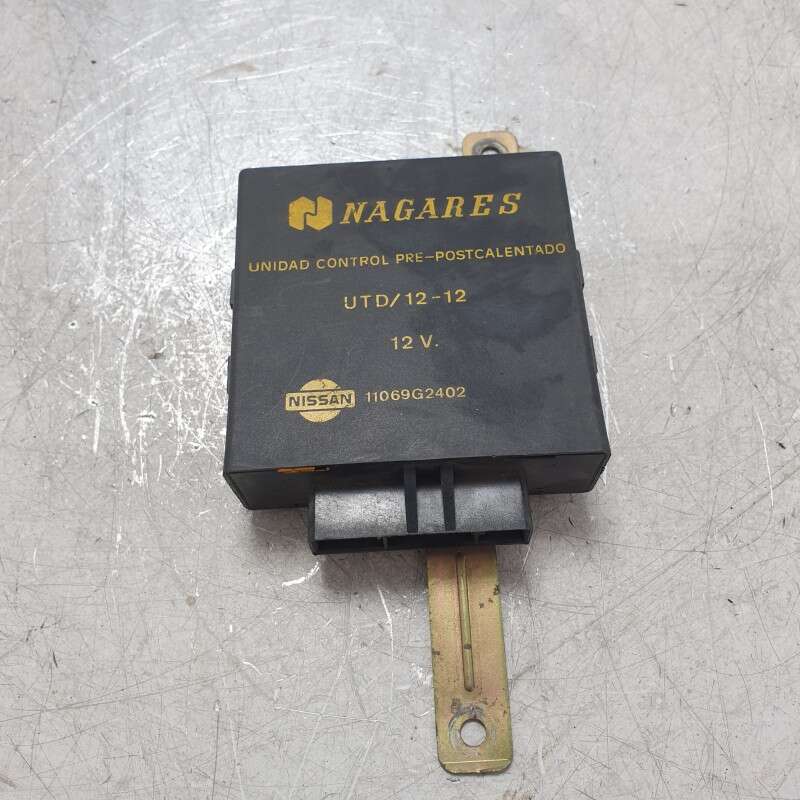 NAGARES
UNIDAD CONTROL PRE-POSTCALENTADO
UTD/12-12
12 V.
NISSAN 11069G2402